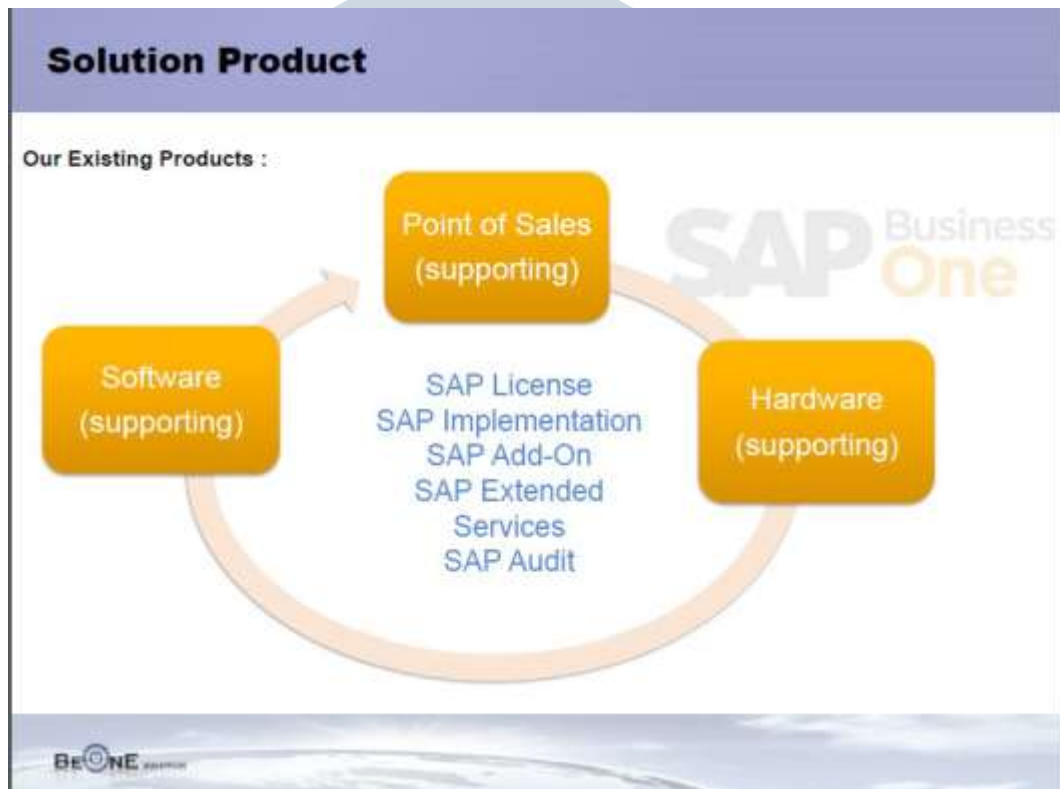 Solution Product
Our Existing Products :
Point of Sales
(supporting)
SAP Business
One
Software
(supporting)
Hardware
(supporting)
SAP License
SAP Implementation
SAP Add-On
SAP Extended
Services
SAP Audit
BEONE